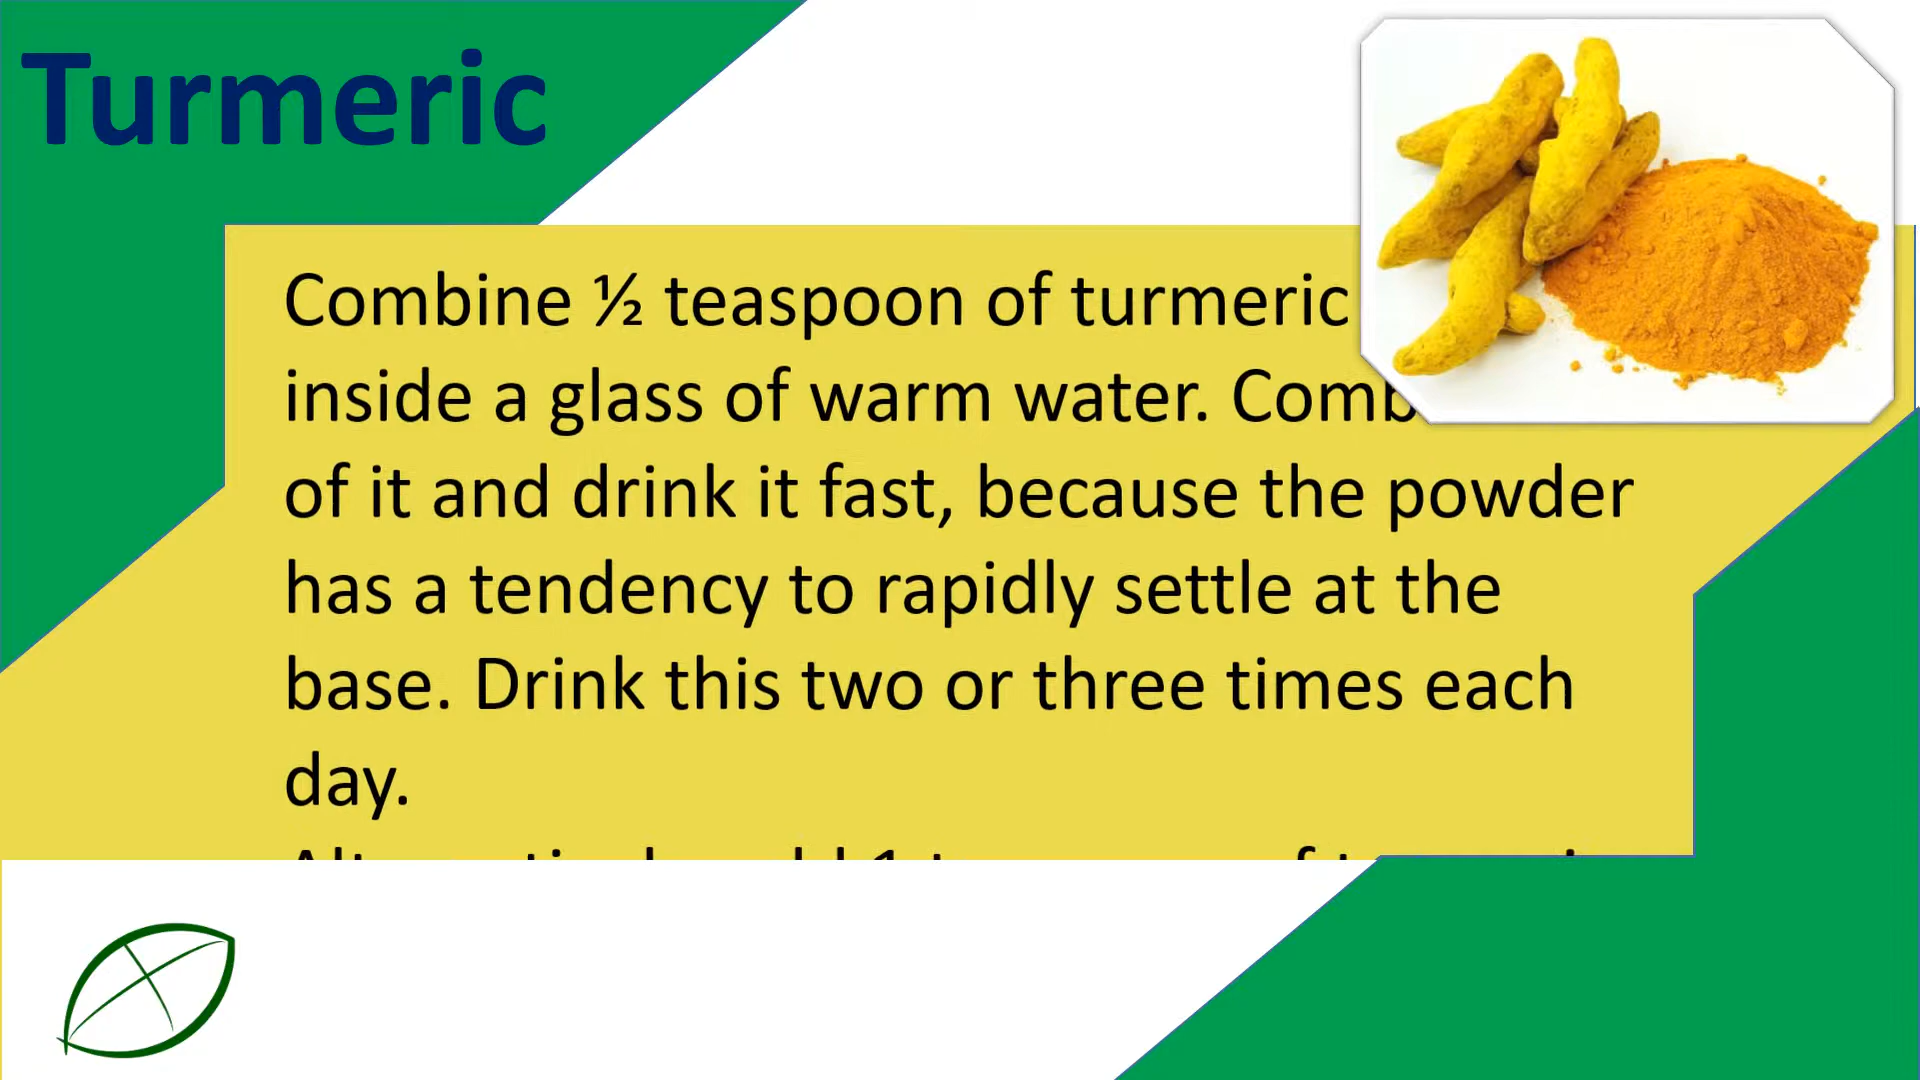 Turmeric
Combine ½ teaspoon of turmeric
inside a glass of warm water.
of it and drink it fast, because the powder
has a tendency to rapidly settle at the
base. Drink this two or three times each
day.